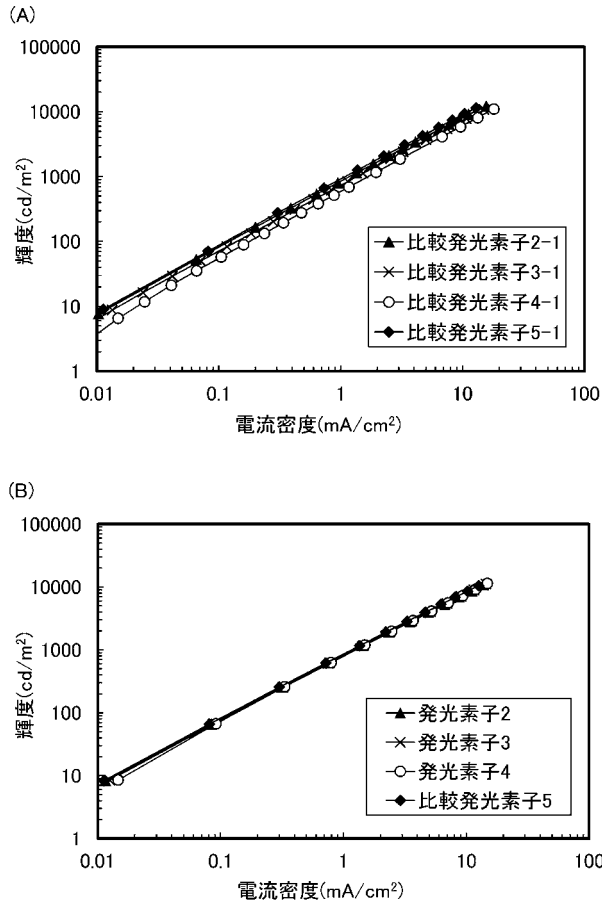 (A)
100000
10000
1000
100
10
1
輝度(cd/m²)
比較発光素子2-1
比較発光素子3-1
比較発光素子4-1
比較発光素子5-1
0.01 0.1 1 10 100
電流密度(mA/cm²)
(B)
100000
10000
1000
100
10
1
輝度(cd/m²)
発光素子2
発光素子3
発光素子4
比較発光素子5
0.01 0.1 1 10 100
電流密度(mA/cm²)